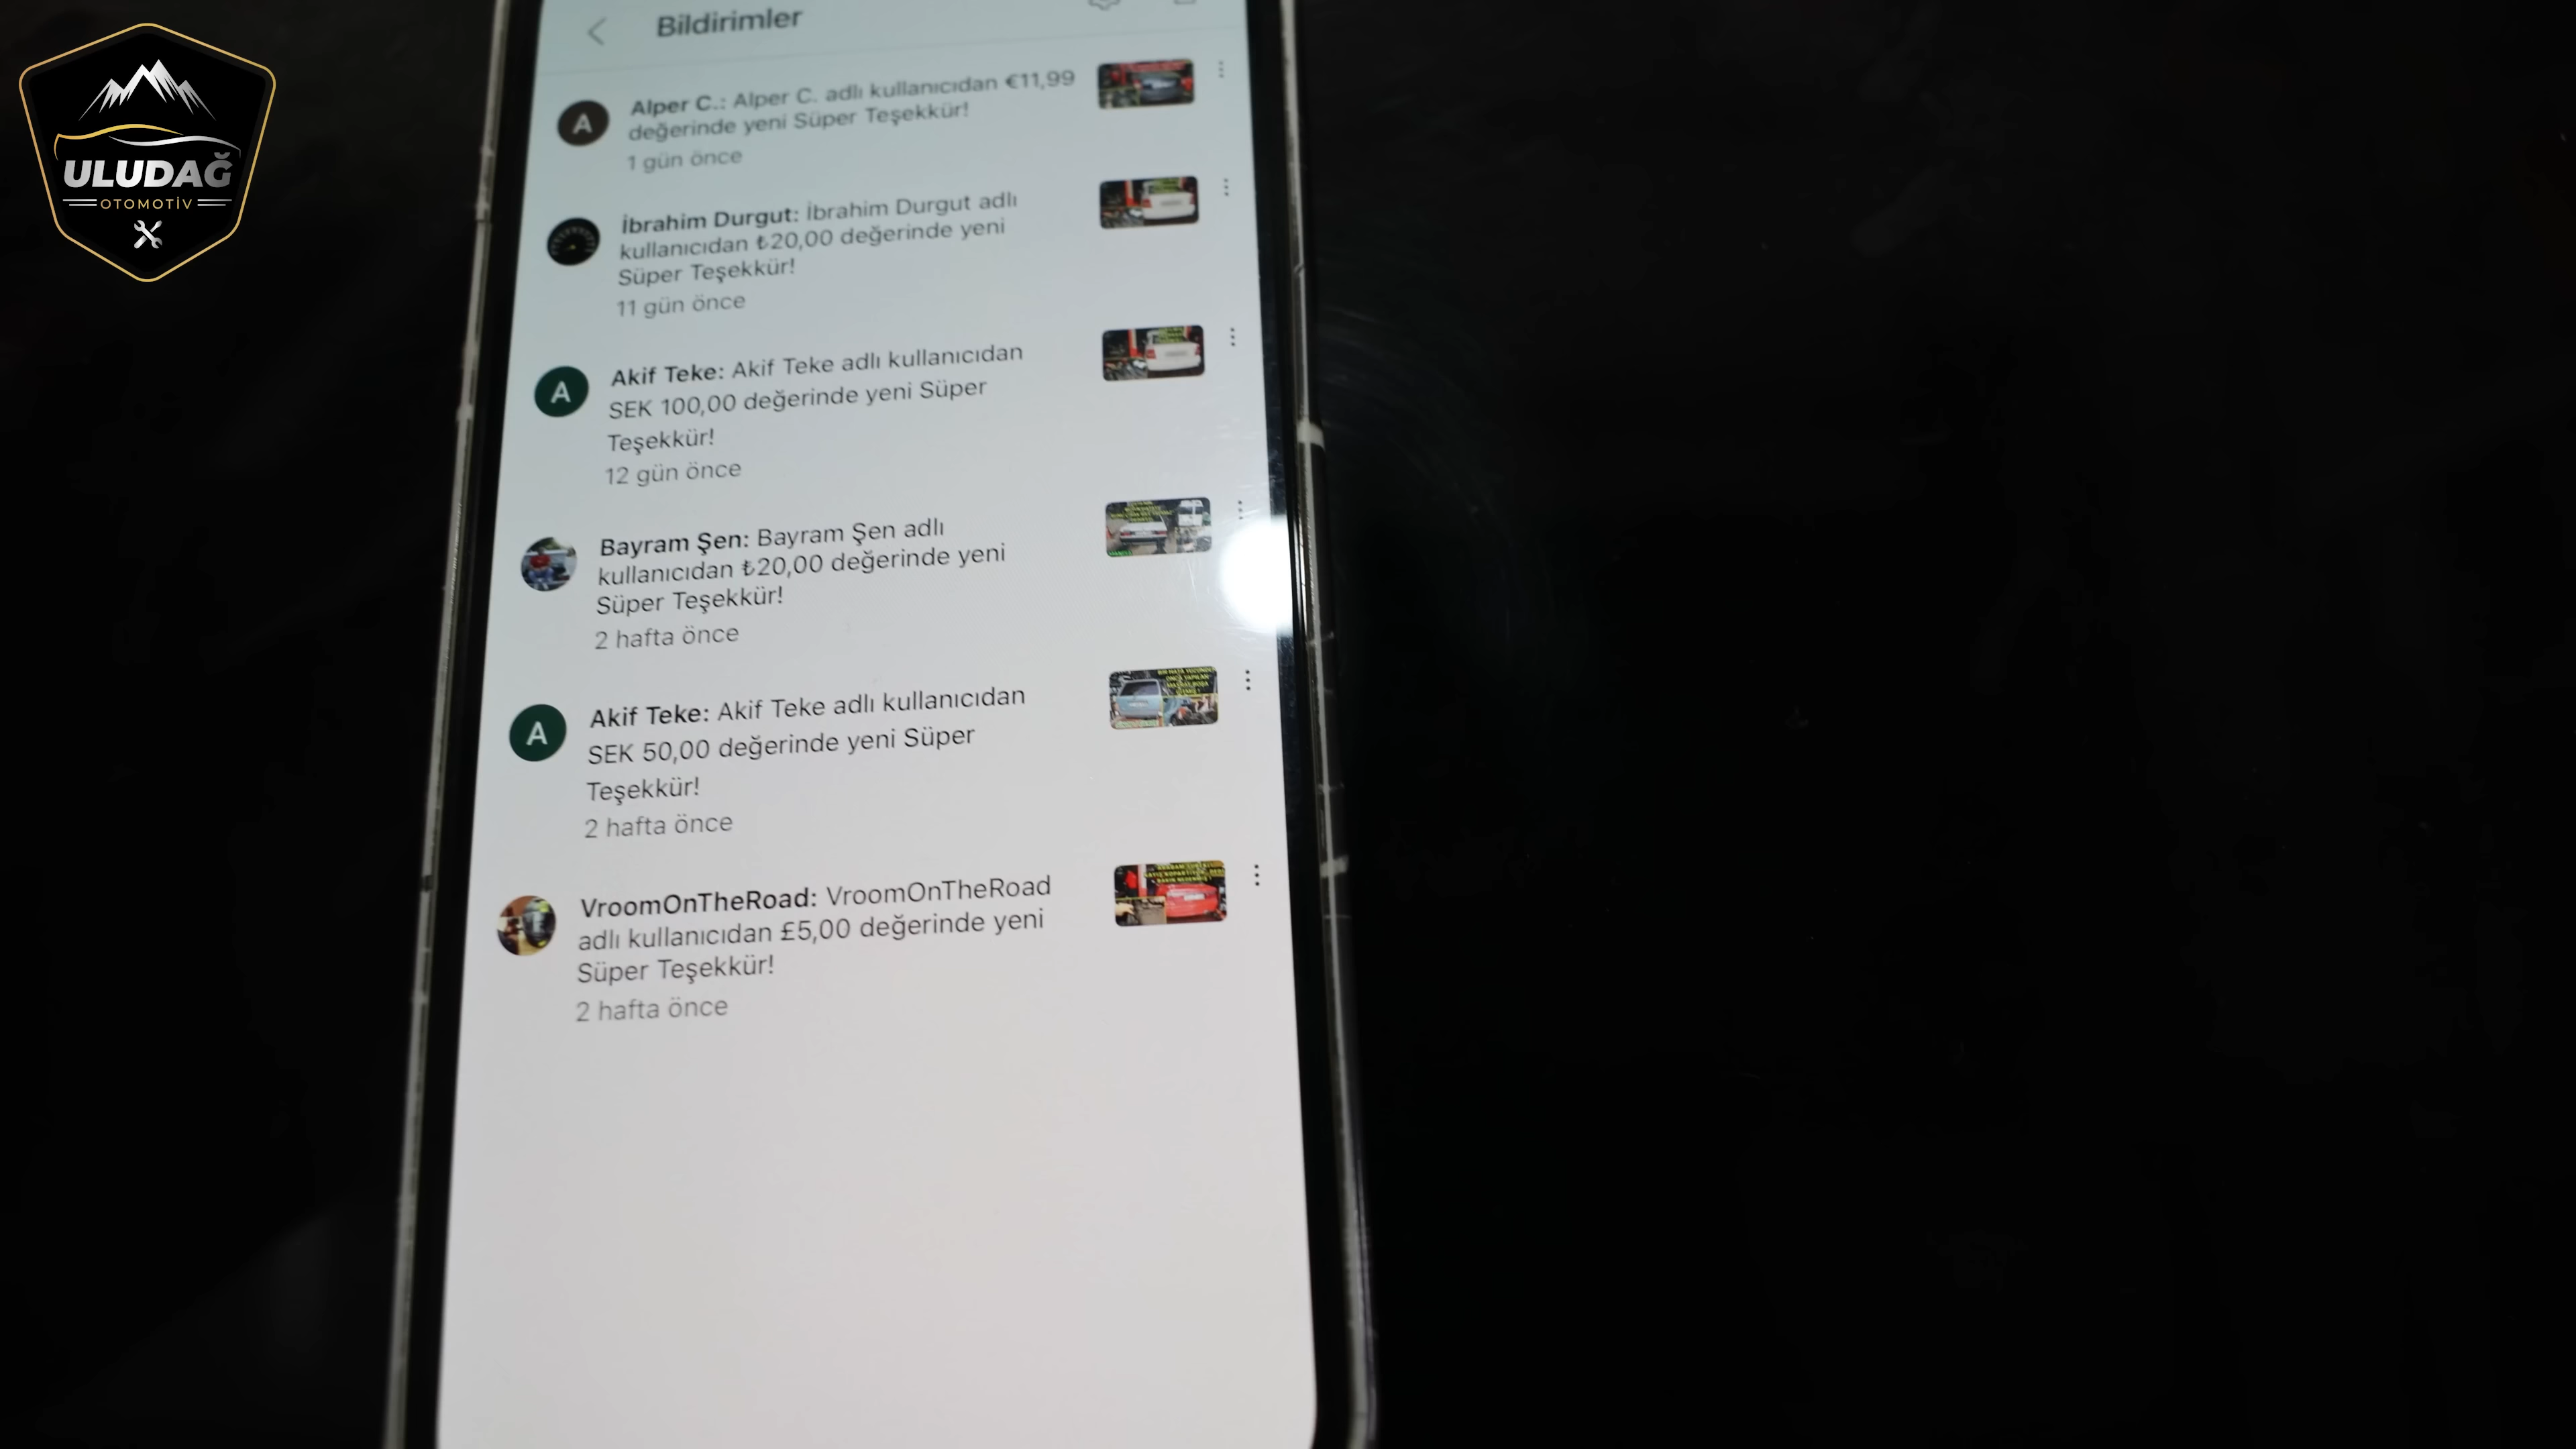 ULUDAĞ
OTOMOTİV
Bildirimler
A
Alper C.: Alper C. adlı kullanıcıdan €11,99
değerinde yeni Süper Teşekkür!
1 gün önce
İbrahim Durgut: İbrahim Durgut adlı
kullanıcıdan ₺20,00 değerinde yeni
Süper Teşekkür!
11 gün önce
A
Akif Teke: Akif Teke adlı kullanıcıdan
SEK 100,00 değerinde yeni Süper
Teşekkür!
12 gün önce
Bayram Şen: Bayram Şen adlı
kullanıcıdan ₺20,00 değerinde yeni
Süper Teşekkür!
2 hafta önce
A
Akif Teke: Akif Teke adlı kullanıcıdan
SEK 50,00 değerinde yeni Süper
Teşekkür!
2 hafta önce
VroomOnTheRoad: VroomOnTheRoad
adlı kullanıcıdan £5,00 değerinde yeni
Süper Teşekkür!
2 hafta önce